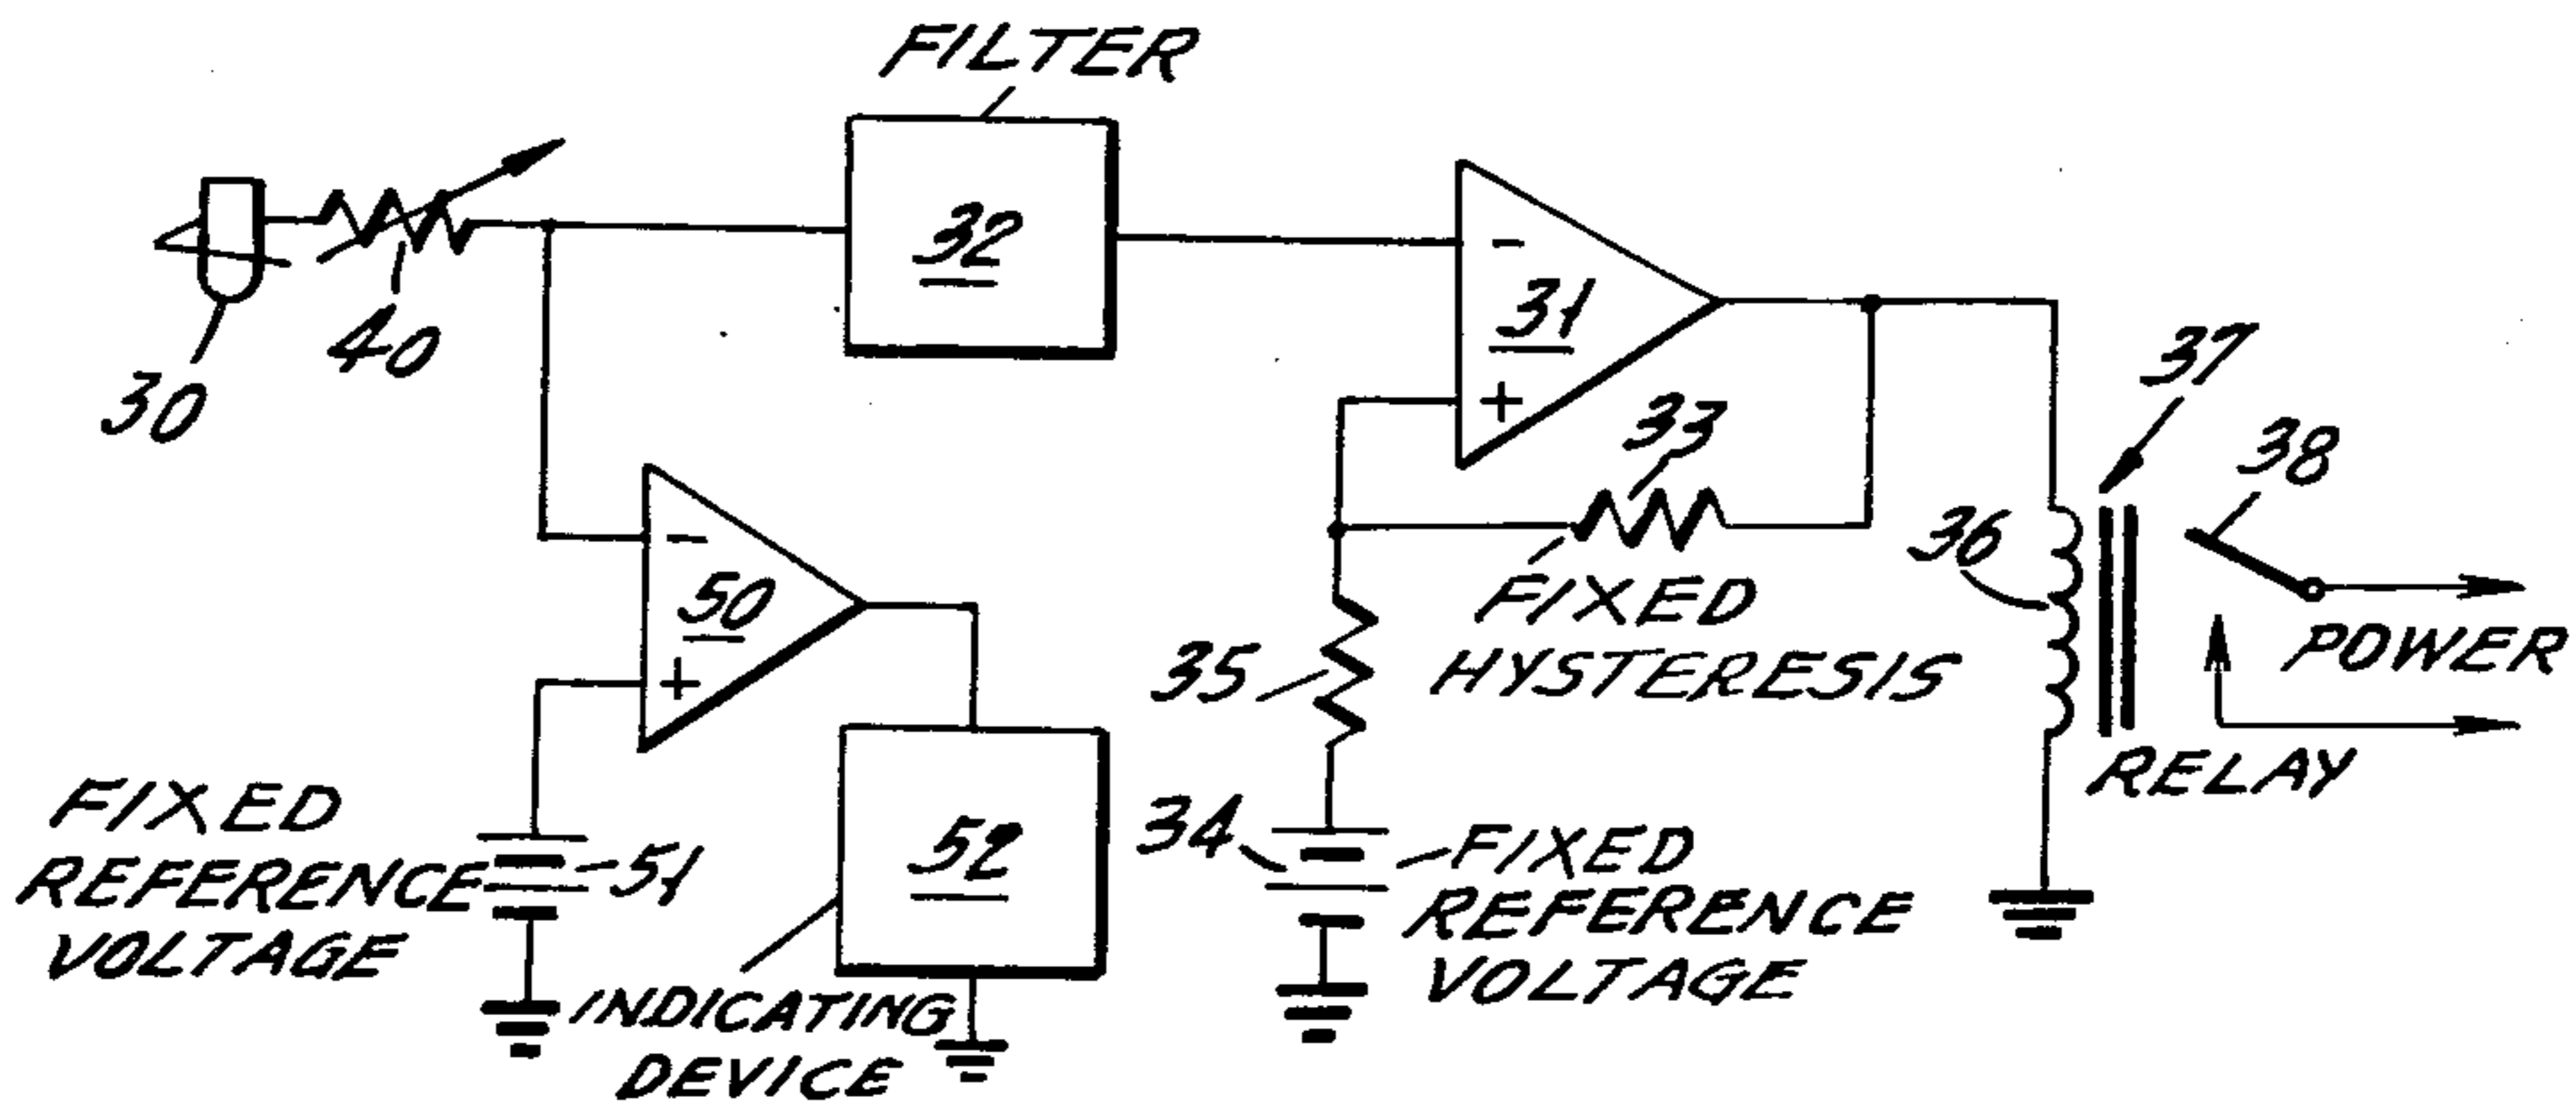 FILTER
32
31
40
30
37
38
33
36
FIXED
HYSTERESIS
POWER
RELAY
50
35
34
FIXED
REFERENCE
VOLTAGE
51
52
FIXED
REFERENCE
VOLTAGE
INDICATING
DEVICE
-
+
-
+